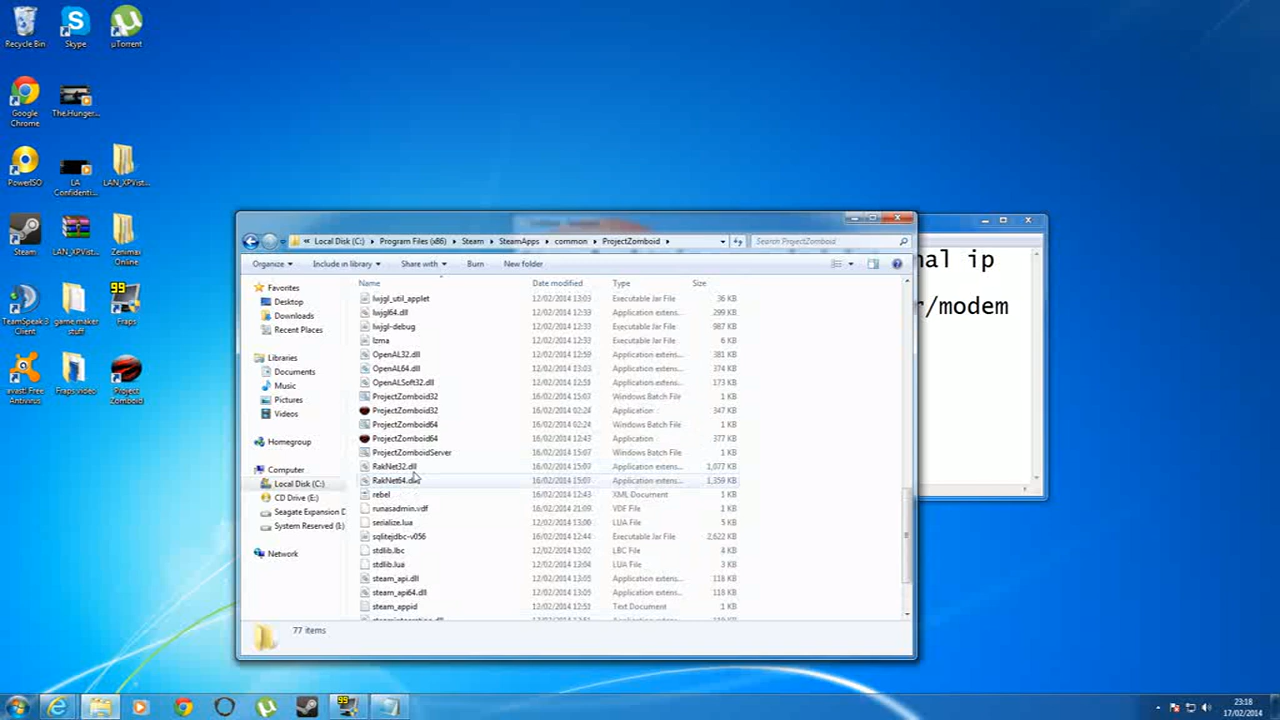 Recycle Bin
Skype
µTorrent
Google Chrome
The.Hunger...
PowerISO
LA Confidenti...
LAN_XPVist...
Steam
LAN_XPVist...
Zenimax Online
TeamSpeak 3 Client
game maker stuff
99
Fraps
avast! Free Antivirus
Fraps video
Project Zomboid
« Local Disk (C:) ▸ Program Files (x86) ▸ Steam ▸ SteamApps ▸ common ▸ ProjectZomboid ▸
Search ProjectZomboid
Organize
Include in library
Share with
Burn
New folder
Favorites
Desktop
Downloads
Recent Places
Libraries
Documents
Music
Pictures
Videos
Homegroup
Computer
Local Disk (C:)
CD Drive (E:)
Seagate Expansion D
System Reserved (I:)
Network
Name Date modified Type Size
lwjgl_util_applet 12/02/2014 13:03 Executable Jar File 36 KB
lwjgl64.dll 12/02/2014 12:33 Application extens... 299 KB
lwjgl-debug 12/02/2014 12:33 Executable Jar File 987 KB
lzma 12/02/2014 12:33 Executable Jar File 6 KB
OpenAL32.dll 12/02/2014 12:59 Application extens... 381 KB
OpenAL64.dll 12/02/2014 13:03 Application extens... 374 KB
OpenALSoft32.dll 12/02/2014 12:51 Application extens... 173 KB
ProjectZomboid32 16/02/2014 15:07 Windows Batch File 1 KB
ProjectZomboid32 16/02/2014 02:24 Application 347 KB
ProjectZomboid64 16/02/2014 02:24 Windows Batch File 1 KB
ProjectZomboid64 16/02/2014 12:43 Application 377 KB
ProjectZomboidServer 16/02/2014 15:07 Windows Batch File 1 KB
RakNet32.dll 16/02/2014 15:07 Application extens... 1,077 KB
RakNet64.dll 16/02/2014 15:07 Application extens... 1,359 KB
rebel 16/02/2014 12:43 XML Document 1 KB
runasadmin.vdf 16/02/2014 21:09 VDF File 1 KB
serialize.lua 12/02/2014 13:00 LUA File 5 KB
sqlitejdbc-v056 16/02/2014 12:44 Executable Jar File 2,622 KB
stdlib.lbc 12/02/2014 13:02 LBC File 4 KB
stdlib.lua 12/02/2014 13:04 LUA File 3 KB
steam_api.dll 12/02/2014 13:05 Application extens... 118 KB
steam_api64.dll 12/02/2014 13:05 Application extens... 118 KB
steam_appid 12/02/2014 12:51 Text Document 1 KB
77 items
nal ip
r/modem
99
23:18
17/02/2014